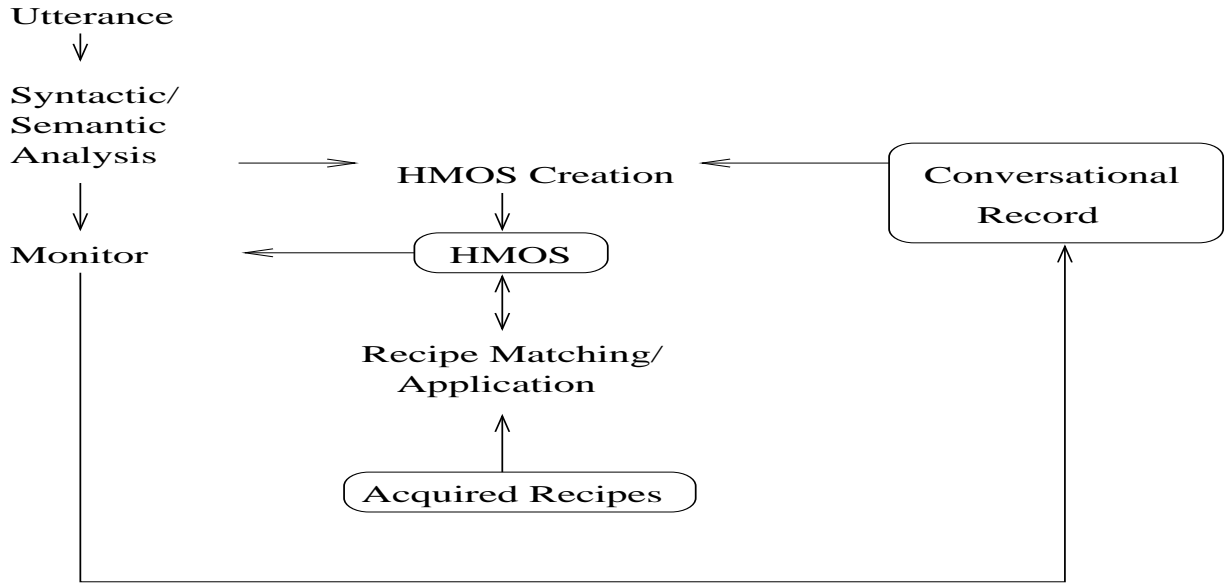 Utterance
Syntactic/
Semantic
Analysis
HMOS Creation
Conversational
Record
Monitor
HMOS
Recipe Matching/
Application
Acquired Recipes